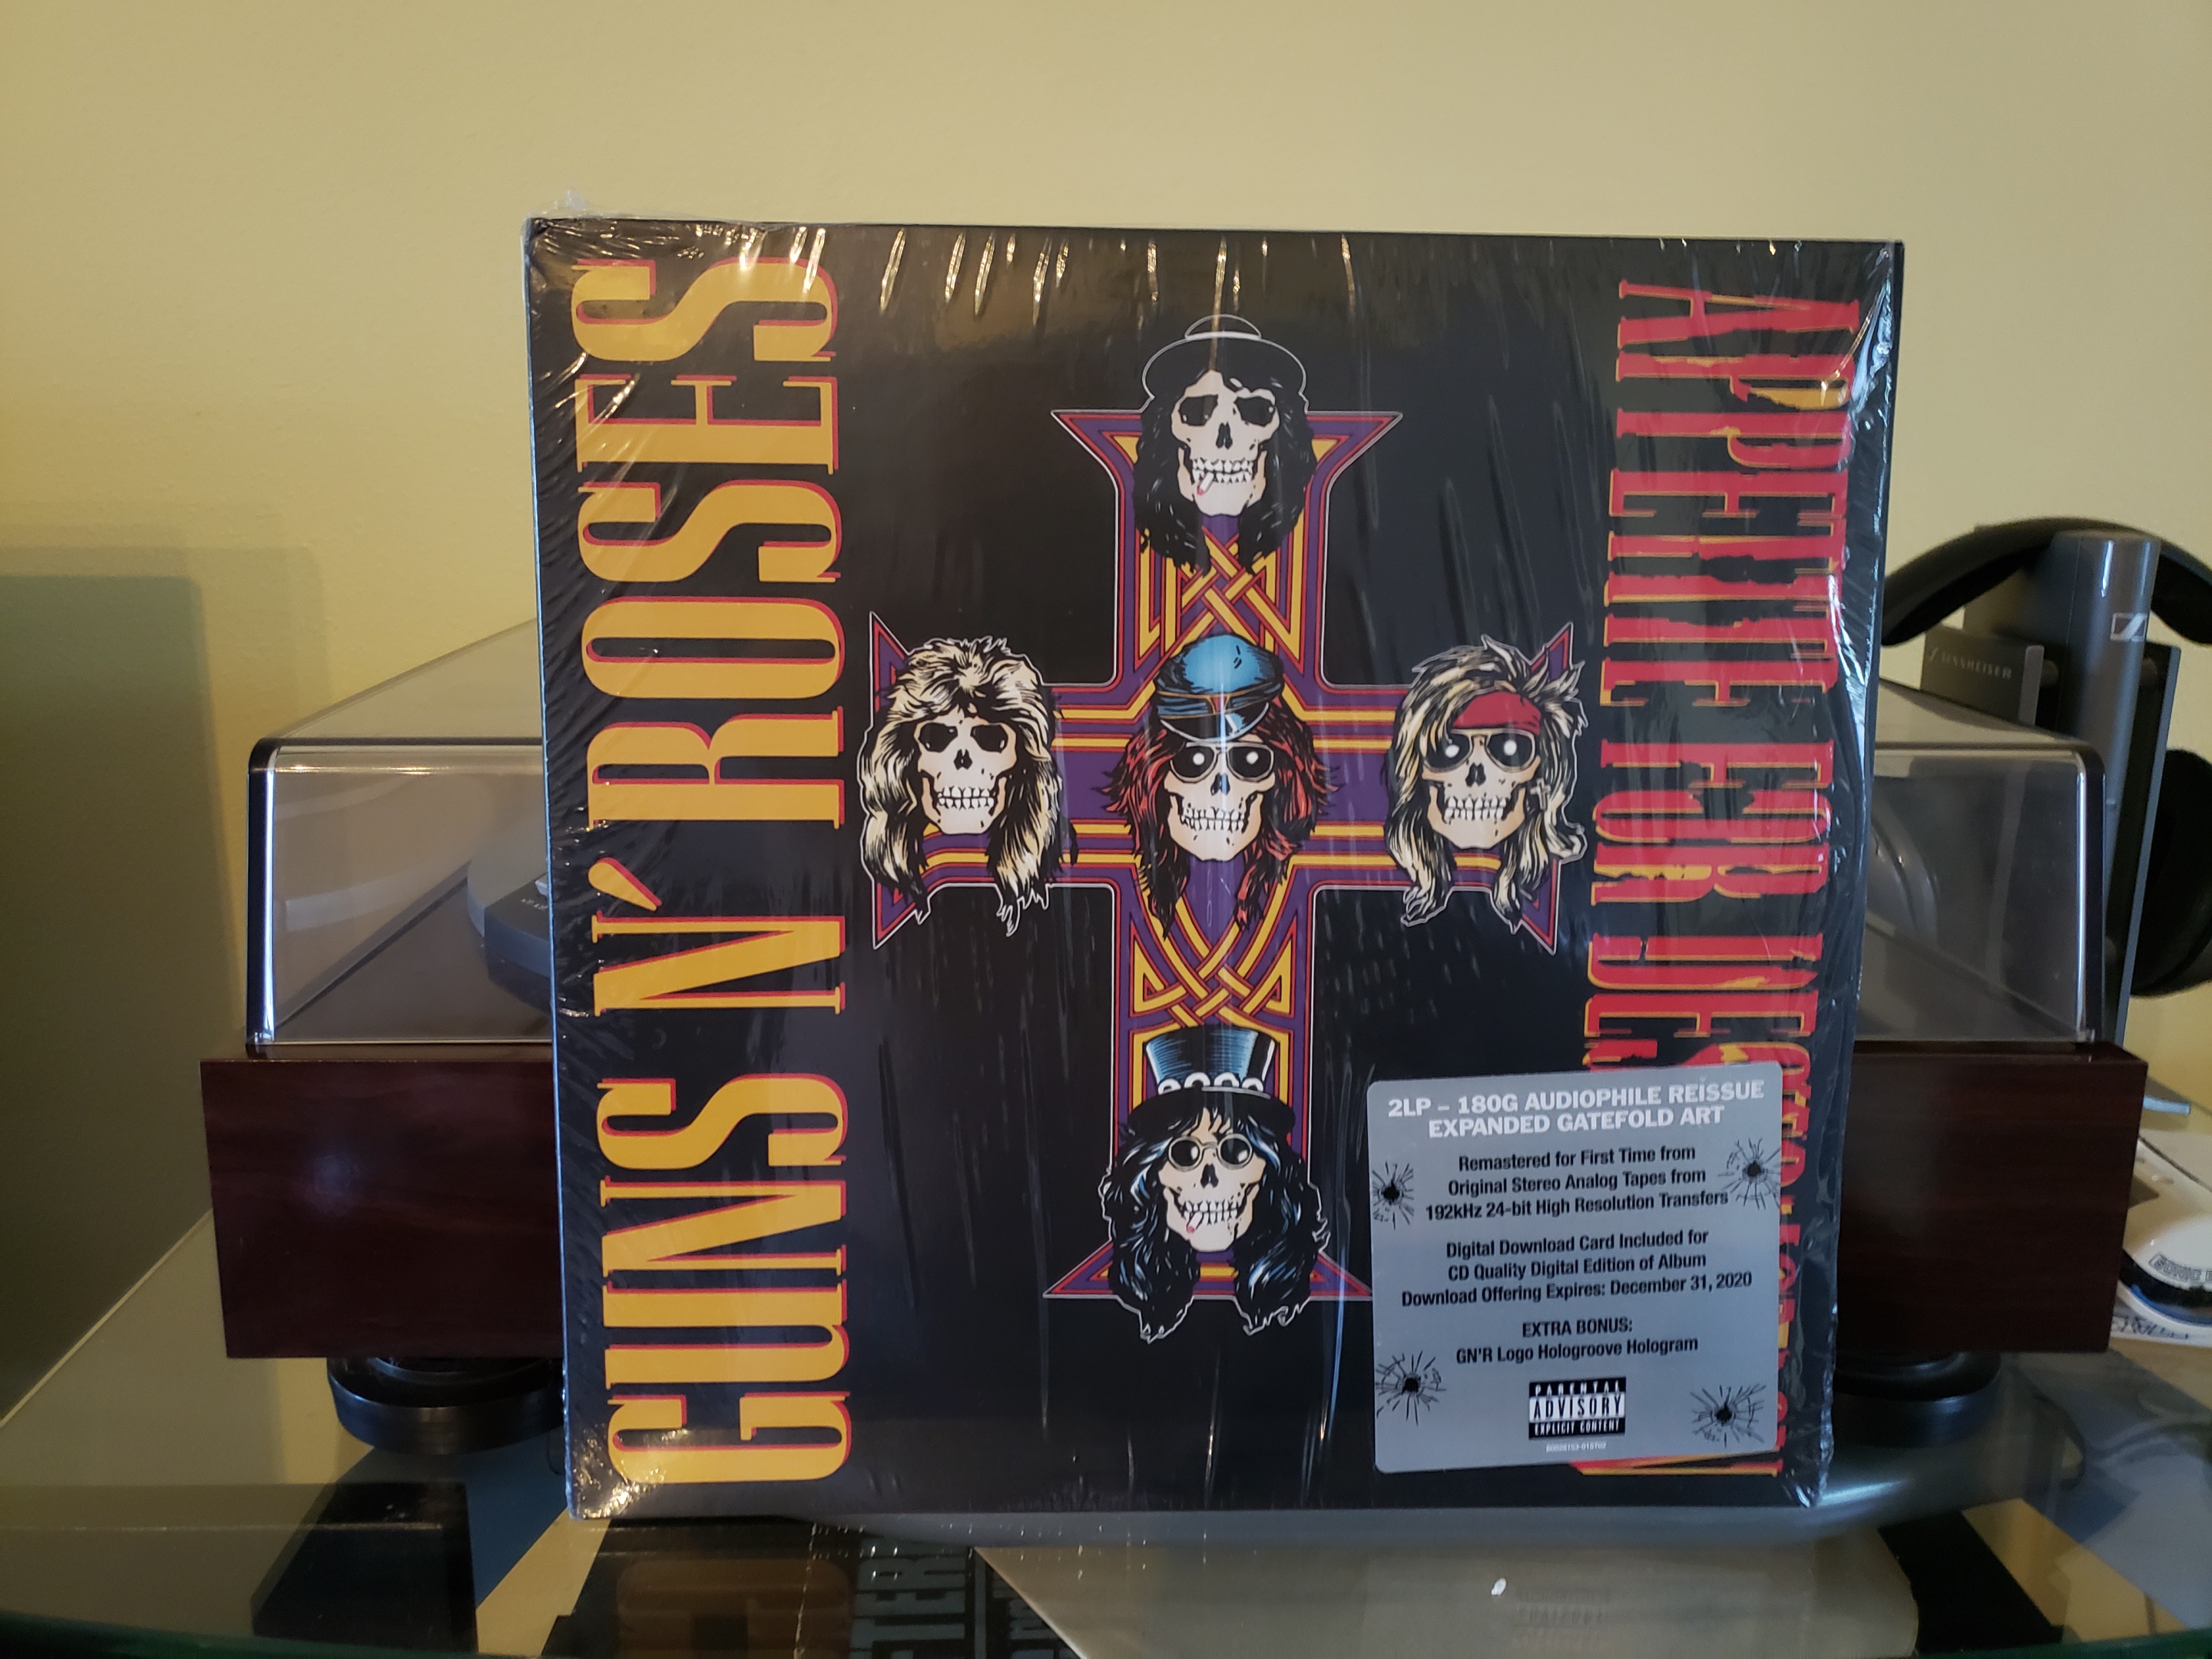 GUNS N' ROSES
APPETITE FOR DES
2LP – 180G AUDIOPHILE REISSUE
EXPANDED GATEFOLD ART
Remastered for First Time from
Original Stereo Analog Tapes from
192kHz 24-bit High Resolution Transfers
Digital Download Card Included for
CD Quality Digital Edition of Album
Download Offering Expires: December 31, 2020
EXTRA BONUS:
GN'R Logo Hologroove Hologram
PARENTAL
ADVISORY
EXPLICIT CONTENT
SENNHEISER